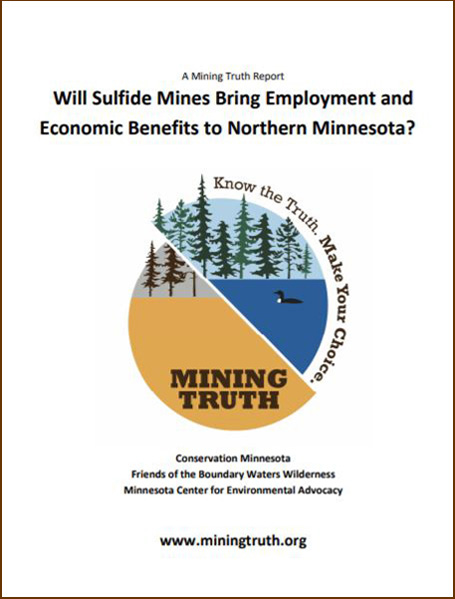 A Mining Truth Report
Will Sulfide Mines Bring Employment and
Economic Benefits to Northern Minnesota?
Know the Truth. Make Your Choice.
MINING
TRUTH
Conservation Minnesota
Friends of the Boundary Waters Wilderness
Minnesota Center for Environmental Advocacy
www.miningtruth.org